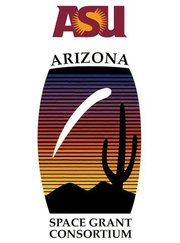 ASU
ARIZONA
SPACE GRANT
CONSORTIUM